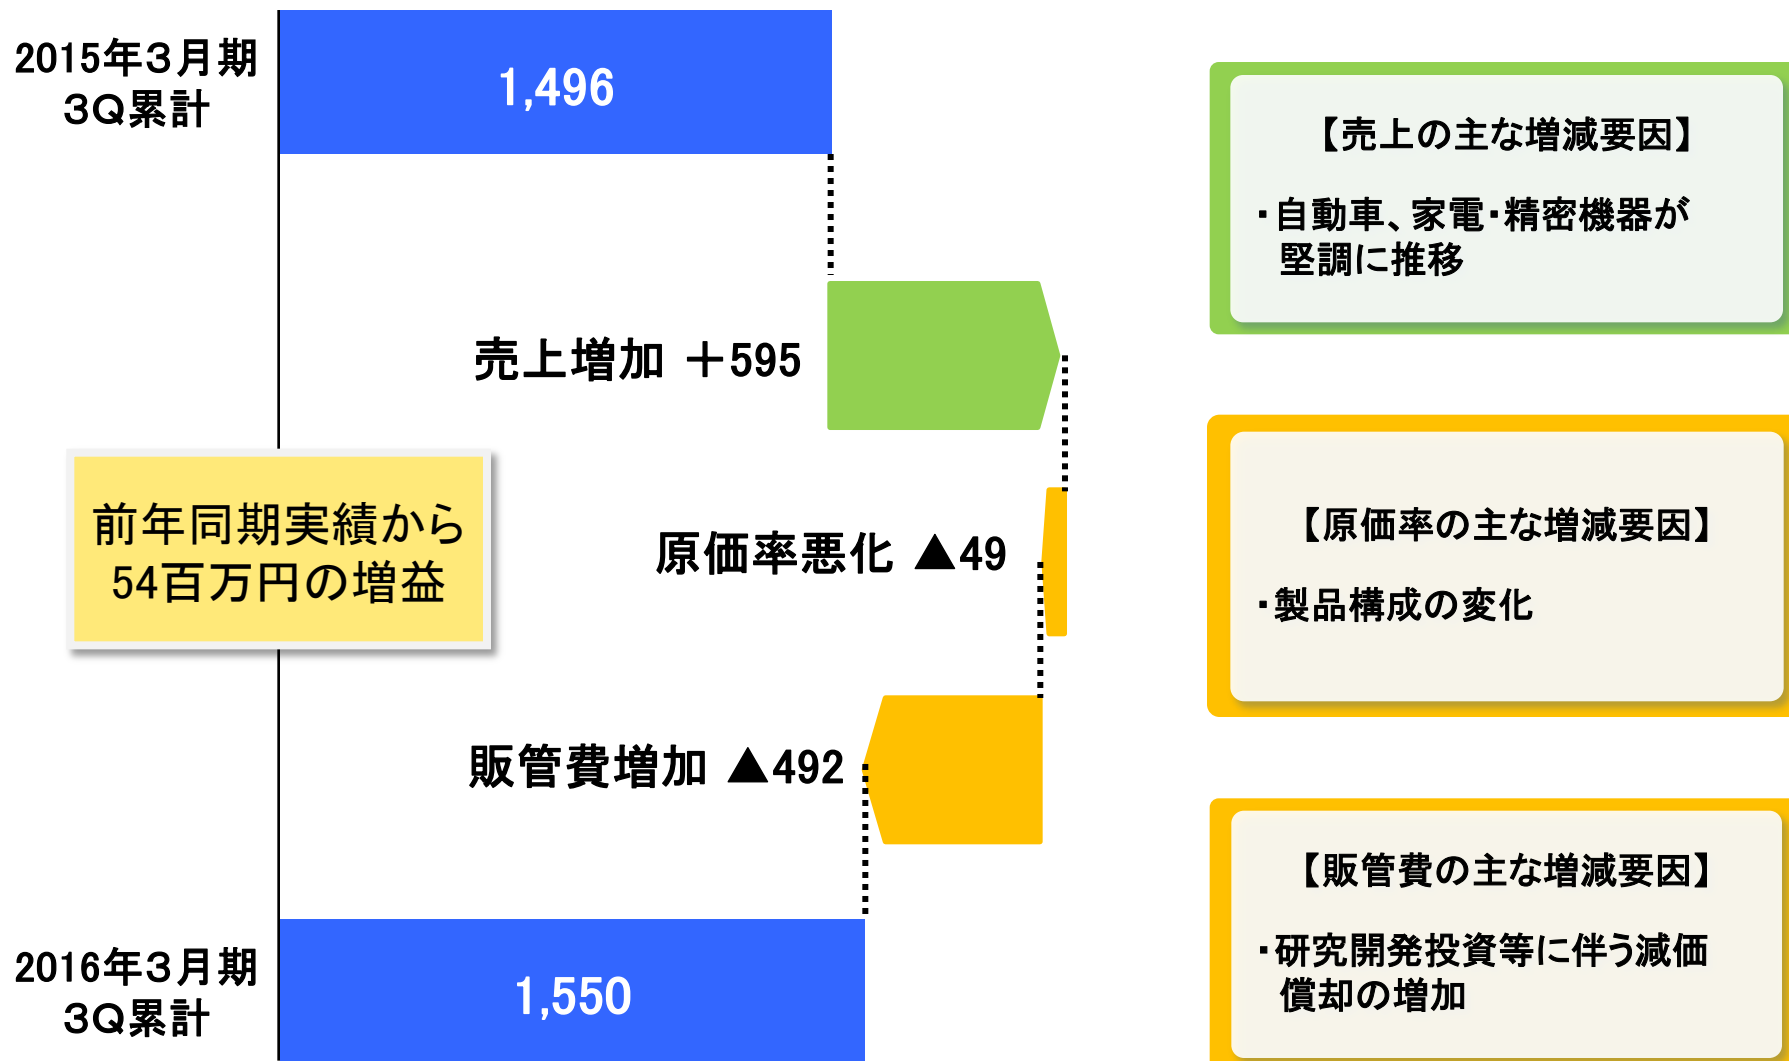 2015年３月期
３Q累計
1,496
【売上の主な増減要因】
・自動車、家電・精密機器が
堅調に推移
売上増加 ＋595
前年同期実績から
54百万円の増益
原価率悪化 ▲49
【原価率の主な増減要因】
・製品構成の変化
販管費増加 ▲492
【販管費の主な増減要因】
・研究開発投資等に伴う減価
償却の増加
2016年３月期
３Q累計
1,550